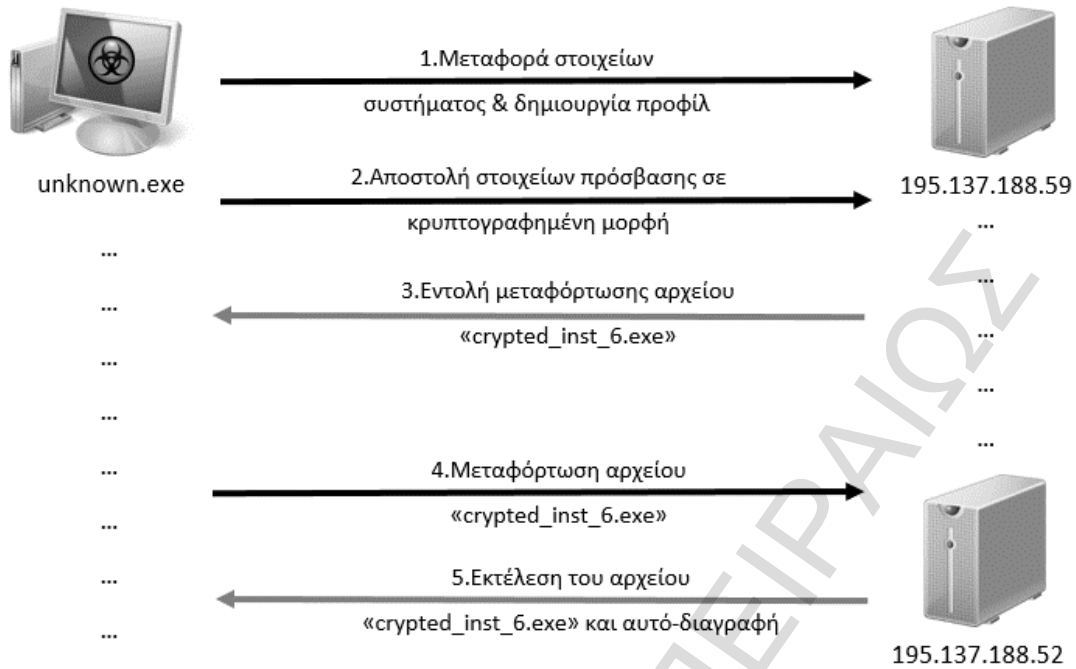 1.Μεταφορά στοιχείων
συστήματος & δημιουργία προφίλ
unknown.exe
195.137.188.59
2.Αποστολή στοιχείων πρόσβασης σε
κρυπτογραφημένη μορφή
...
...
...
...
3.Εντολή μεταφόρτωσης αρχείου
«crypted_inst_6.exe»
...
...
...
...
...
...
4.Μεταφόρτωση αρχείου
«crypted_inst_6.exe»
...
...
5.Εκτέλεση του αρχείου
«crypted_inst_6.exe» και αυτό-διαγραφή
...
195.137.188.52
ΠΕΙΡΑΙΩΣ